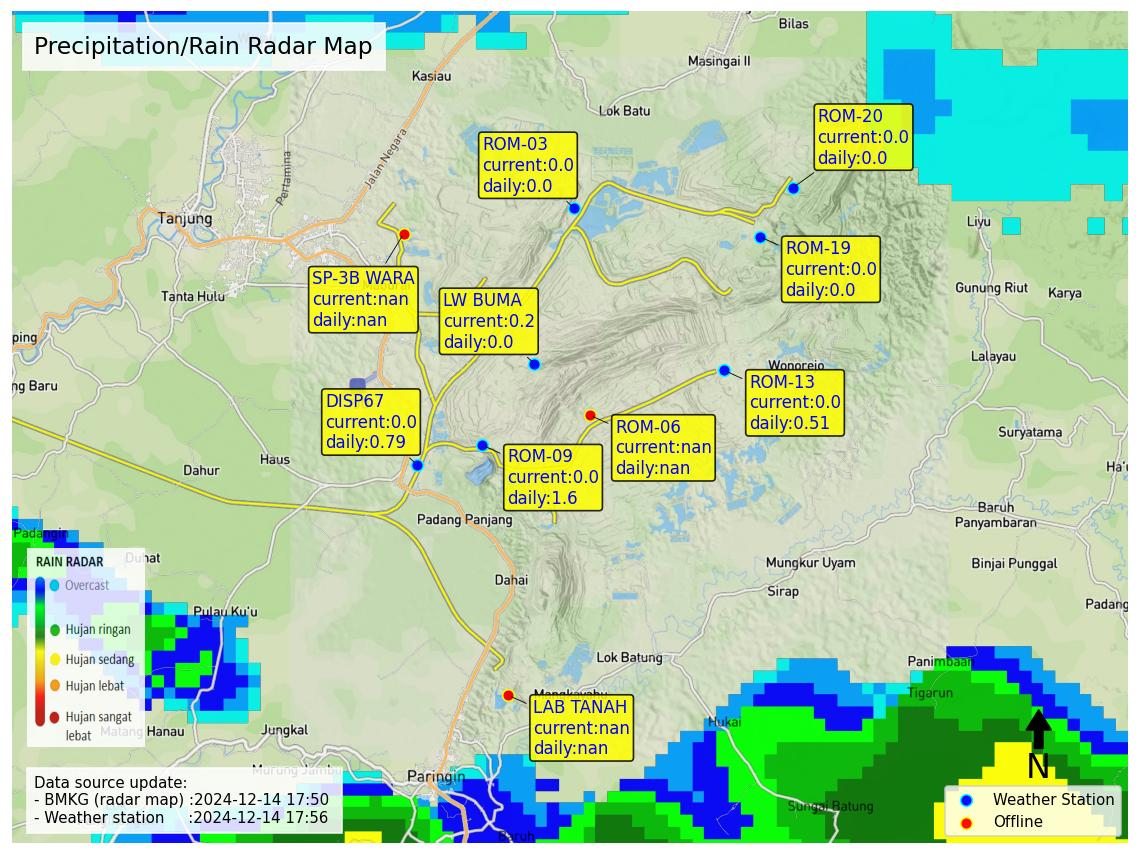 Precipitation/Rain Radar Map
Bilas
Masingai II
Kasiau
Lok Batu
Jalan Negara
Pertamina
Tanjung
Tanta Hulu
ROM-03
current:0.0
daily:0.0
ROM-20
current:0.0
daily:0.0
ROM-19
current:0.0
daily:0.0
SP-3B WARA
current:nan
daily:nan
LW BUMA
current:0.2
daily:0.0
Liyu
Gunung Riut
Karya
Lalayau
Wonorejo
ROM-13
current:0.0
daily:0.51
ping
ng Baru
DISP67
current:0.0
daily:0.79
ROM-06
current:nan
daily:nan
ROM-09
current:0.0
daily:1.6
Suryatama
Ha'u
Haus
Dahur
Padang Panjang
Baruh
Panyambaran
Padangin
Duhat
Dahai
Mungkur Uyam
Binjai Punggal
Sirap
Padang
RAIN RADAR
Overcast
Hujan ringan
Hujan sedang
Hujan lebat
Hujan sangat
lebat
Pulau Ku'u
Lok Batung
Panimbaan
Tigarun
Mangkayahu
LAB TANAH
current:nan
daily:nan
Hukai
Matang Hanau
Jungkal
Murung Jambu
Paringin
Sungai Batung
Baruh
N
Data source update:
- BMKG (radar map) :2024-12-14 17:50
- Weather station :2024-12-14 17:56
Weather Station
Offline